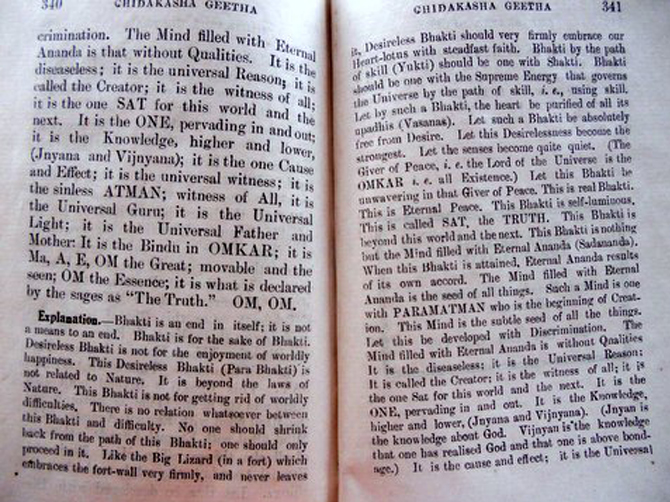 340 CHIDAKASHA GEETHA
crimination. The Mind filled with Eternal
Ananda is that without Qualities. It is the
diseaseless; it is the universal Reason; it is
called the Creator; it is the witness of all;
it is the one SAT for this world and the
next. It is the ONE, pervading in and out;
it is the Knowledge, higher and lower,
(Jnyana and Vijnyana); it is the one Cause
and Effect; it is the universal witness; it is
the sinless ATMAN; witness of All, it is
the Universal Guru; it is the Universal
Light; it is the Universal Father and
Mother: It is the Bindu in OMKAR; it is
Ma, A, E, OM the Great; movable and the
seen; OM the Essence; it is what is declared
by the sages as "The Truth." OM, OM.
Explanation.—Bhakti is an end in itself; it is not
a means to an end. Bhakti is for the sake of Bhakti.
Desireless Bhakti is not for the enjoyment of worldly
happiness. This Desireless Bhakti (Para Bhakti) is
not related to Nature. It is beyond the laws of
Nature. This Bhakti is not for getting rid of worldly
difficulties. There is no relation whatsoever between
this Bhakti and difficulty. No one should shrink
back from the path of this Bhakti; one should only
proceed in it. Like the Big Lizard (in a fort) which
embraces the fort-wall very firmly, and never leaves
CHIDAKASHA GEETHA 341
it, Desireless Bhakti should very firmly embrace our
Heart-lotus with steadfast faith. Bhakti by the path
of skill (Yukti) should be one with Shakti. Bhakti
should be one with the Supreme Energy that governs
the Universe by the path of skill, i.e., using skill.
Let by such a Bhakti, the heart be purified of all its
upadhis (Vasanas). Let such a Bhakti be absolutely
free from Desire. Let this Desirelessness become the
strongest. Let the senses become quite quiet. (The
Giver of Peace, i. e. the Lord of the Universe is the
OMKAR i. e. all Existence.) Let this Bhakti be
unwavering in that Giver of Peace. This is real Bhakti.
This is Eternal Peace. This Bhakti is self-luminous.
This is called SAT, the TRUTH. This Bhakti is
beyond this world and the next. This Bhakti is nothing
but the Mind filled with Eternal Ananda (Sadananda).
When this Bhakti is attained, Eternal Ananda results
of its own accord. The Mind filled with Eternal
Ananda is the seed of all things. Such a Mind is one
with PARAMATMAN who is the beginning of Creat-
ion. This Mind is the subtle seed of all the things.
Let this be developed with Discrimination. The
Mind filled with Eternal Ananda is without Qualities
It is the diseaseless; it is the Universal Reason;
It is called the Creator; it is the witness of all; it is
the one Sat for this world and the next. It is the
ONE, pervading in and out. It is the Knowledge,
higher and lower, (Jnyana and Vijnyana). (Jnyan is
the knowledge about God. Vijnyan is the knowledge
that one has realised God and that one is above bond-
age.) It is the cause and effect; it is the Universal